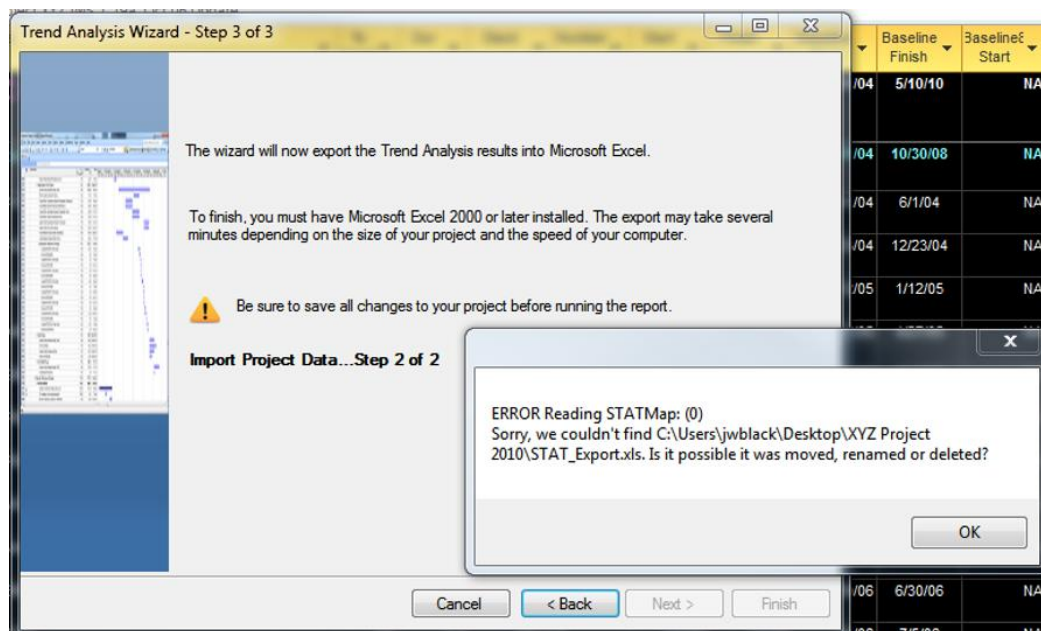 Trend Analysis Wizard - Step 3 of 3
Baseline
Finish
Start
/04 5/10/10 NA
The wizard will now export the Trend Analysis results into Microsoft Excel.
/04 10/30/08 NA
To finish, you must have Microsoft Excel 2000 or later installed. The export may take several
minutes depending on the size of your project and the speed of your computer.
/04 6/1/04 NA
/04 12/23/04 NA
/05 1/12/05 NA
Be sure to save all changes to your project before running the report.
Import Project Data...Step 2 of 2
ERROR Reading STATMap: (0)
Sorry, we couldn't find C:\Users\jwblack\Desktop\XYZ Project
2010\STAT_Export.xls. Is it possible it was moved, renamed or deleted?
OK
Cancel < Back Next > Finish
/06 6/30/06 NA